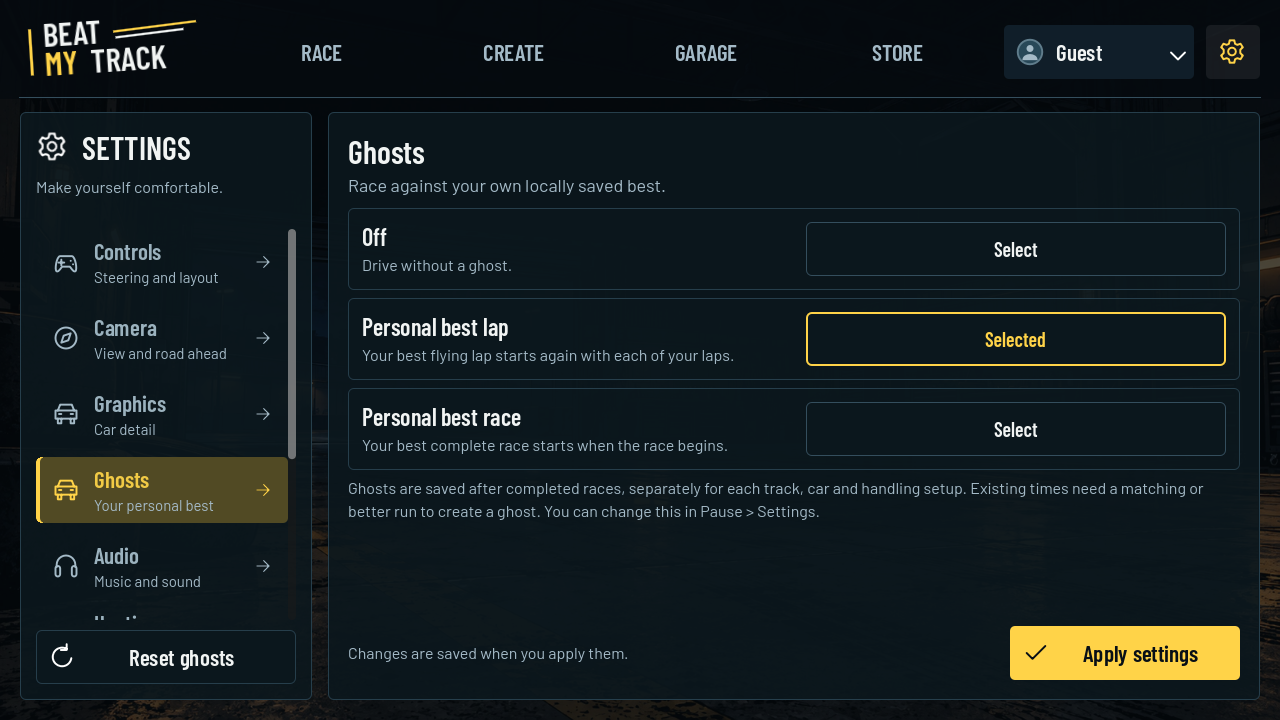 BEAT
MY TRACK
RACE
CREATE
GARAGE
STORE
Guest
SETTINGS
Make yourself comfortable.
Controls
Steering and layout
Camera
View and road ahead
Graphics
Car detail
Ghosts
Your personal best
Audio
Music and sound
Reset ghosts
Ghosts
Race against your own locally saved best.
Off
Drive without a ghost.
Select
Personal best lap
Your best flying lap starts again with each of your laps.
Selected
Personal best race
Your best complete race starts when the race begins.
Select
Ghosts are saved after completed races, separately for each track, car and handling setup. Existing times need a matching or
better run to create a ghost. You can change this in Pause > Settings.
Changes are saved when you apply them.
Apply settings